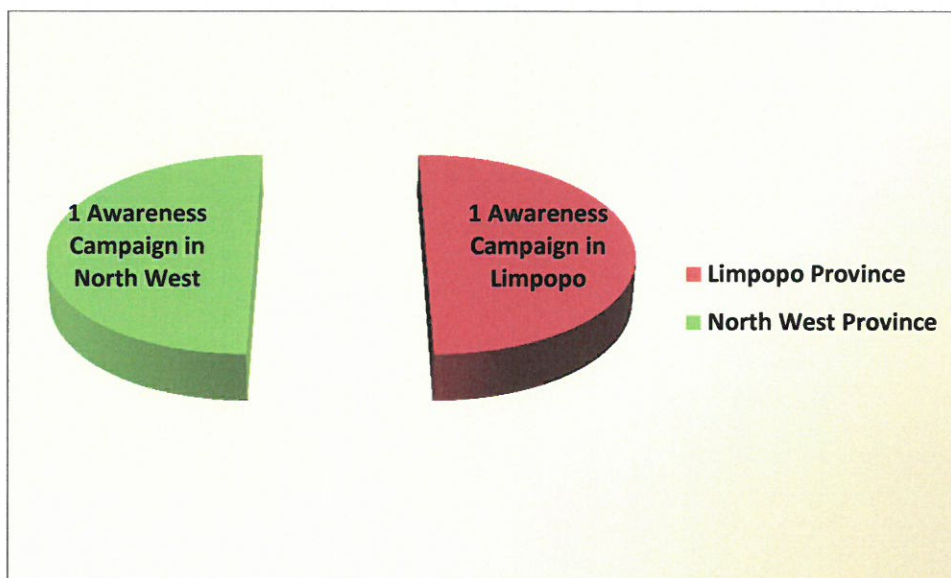 1 Awareness
Campaign in
North West
1 Awareness
Campaign in
Limpopo
Limpopo Province
North West Province